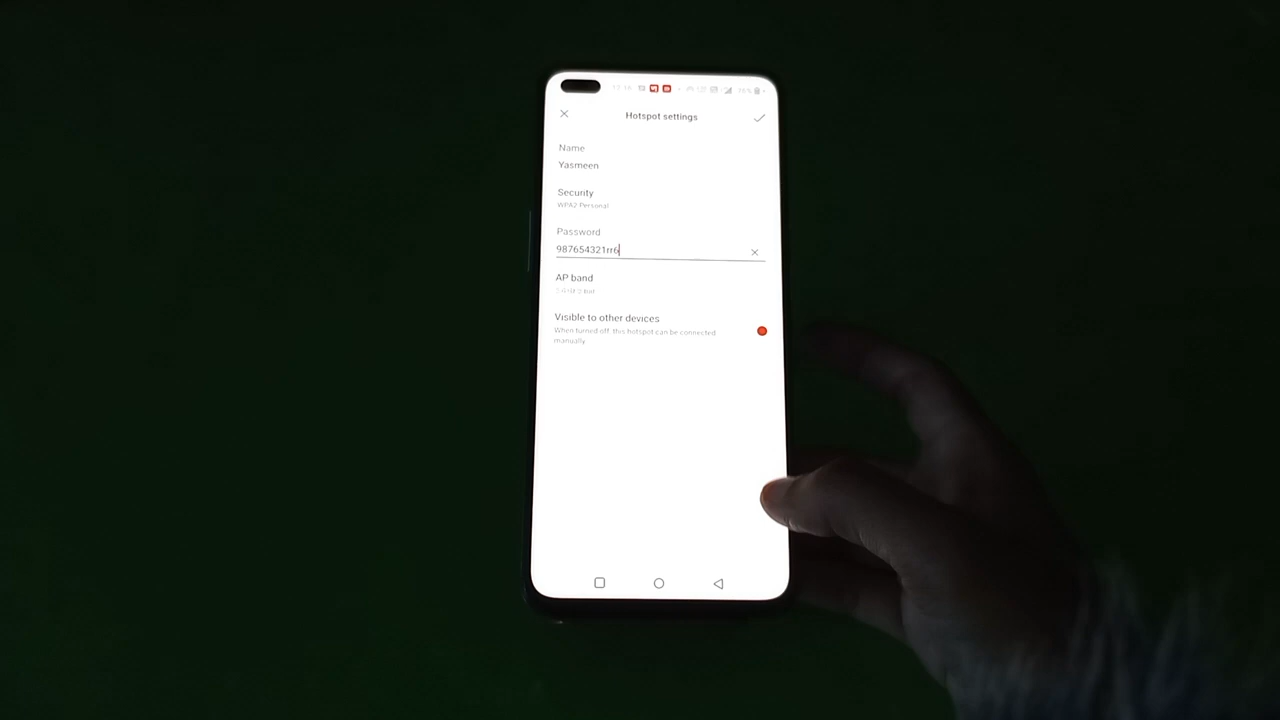 Hotspot settings
Name
Yasmeen
Security
WPA2 Personal
Password
987654321rr6
AP band
Visible to other devices
When turned off, this hotspot can be connected
manually.